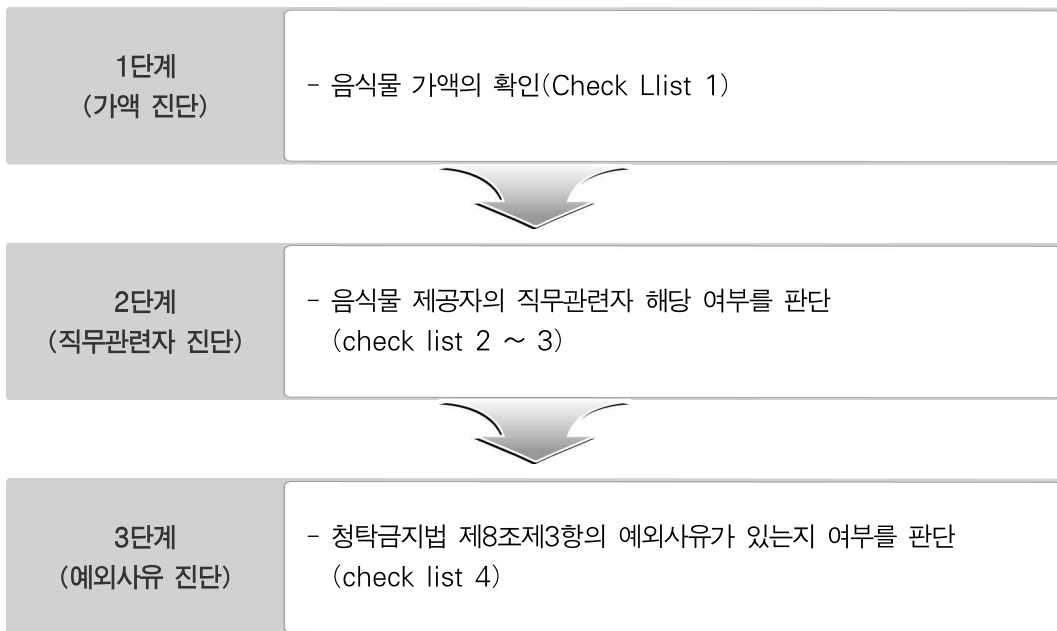 1단계
(가액 진단)
- 음식물 가액의 확인(Check Llist 1)
2단계
(직무관련자 진단)
- 음식물 제공자의 직무관련자 해당 여부를 판단
(check list 2 ~ 3)
3단계
(예외사유 진단)
- 청탁금지법 제8조제3항의 예외사유가 있는지 여부를 판단
(check list 4)